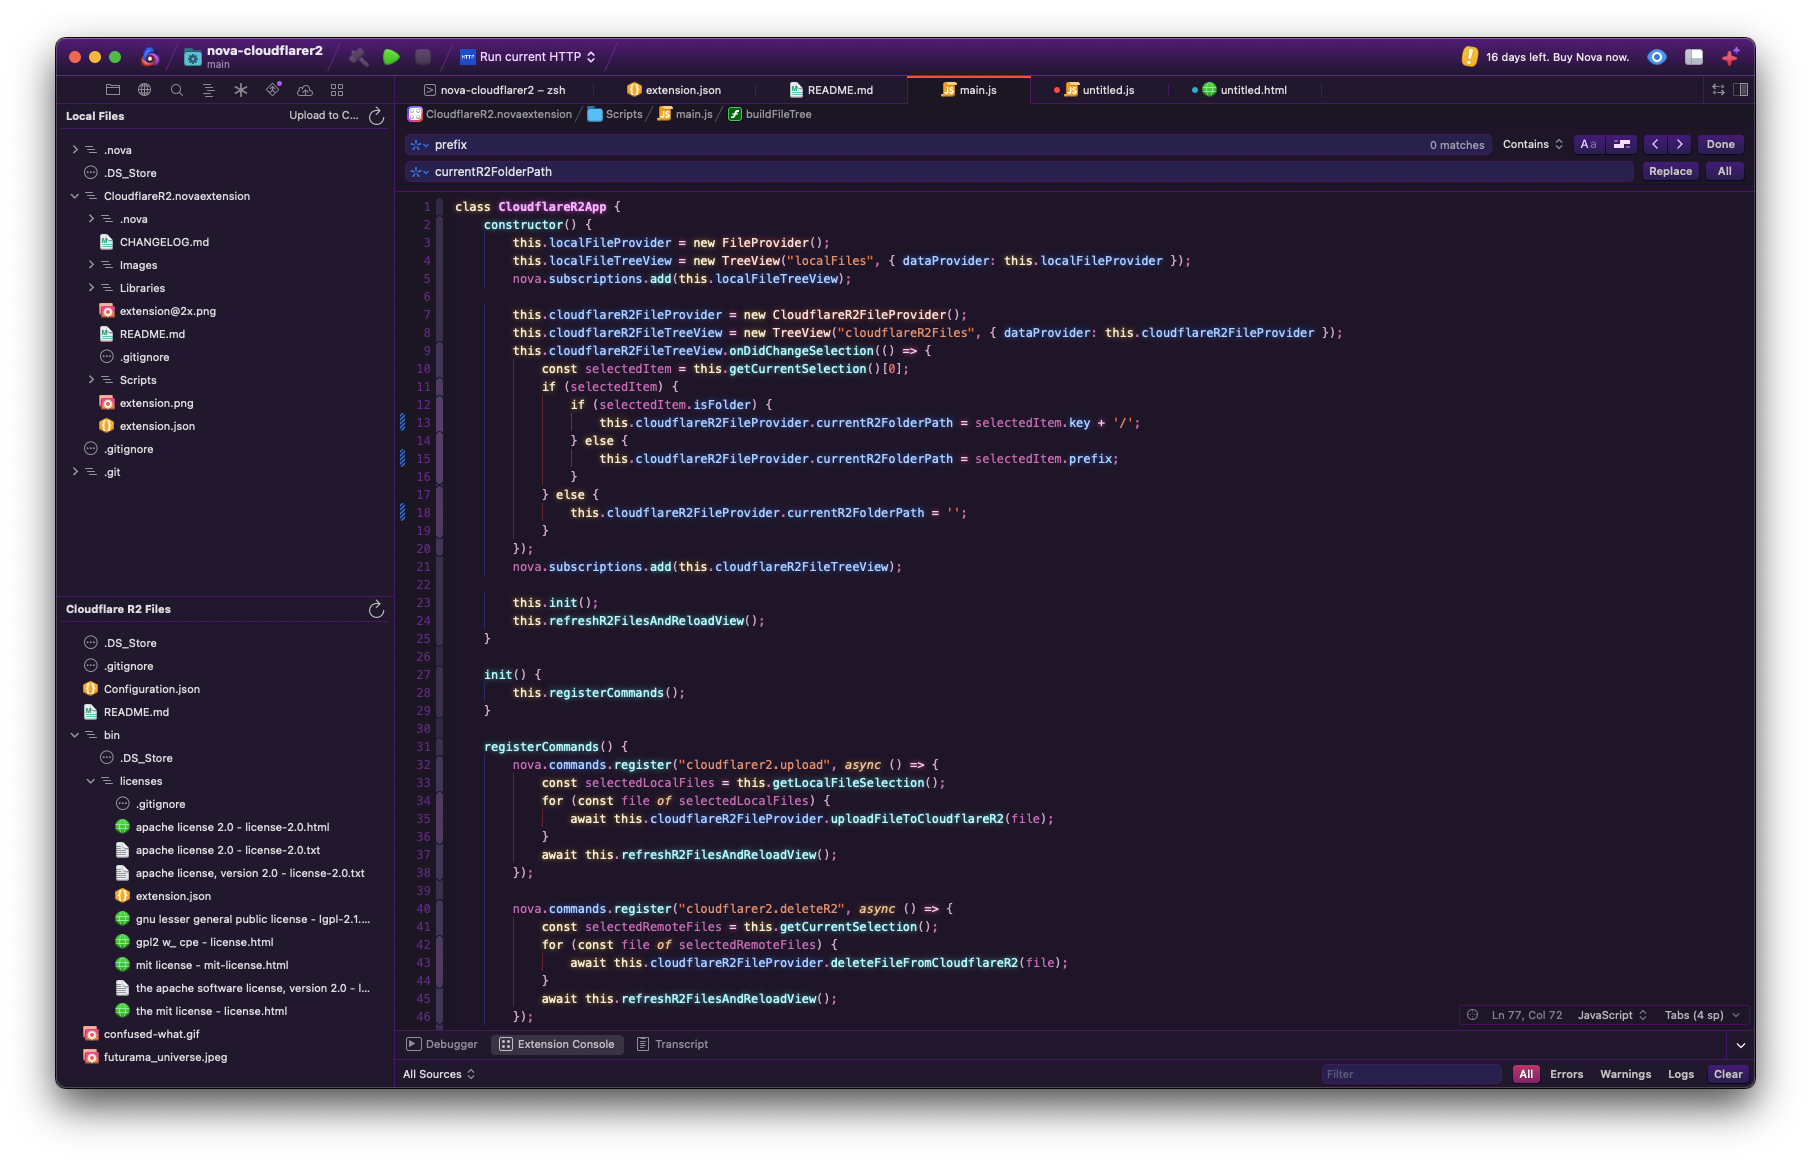 nova-cloudflarer2
main
HTTP Run current HTTP
16 days left. Buy Nova now.
nova-cloudflarer2 – zsh
extension.json
README.md
main.js
untitled.js
untitled.html
Local Files
Upload to C...
CloudflareR2.novaextension
Scripts
main.js
buildFileTree
prefix
0 matches
Contains
Aa
Done
currentR2FolderPath
Replace
All
.nova
.DS_Store
CloudflareR2.novaextension
.nova
CHANGELOG.md
Images
Libraries
extension@2x.png
README.md
.gitignore
Scripts
extension.png
extension.json
.gitignore
.git
Cloudflare R2 Files
.DS_Store
.gitignore
Configuration.json
README.md
bin
.DS_Store
licenses
.gitignore
apache license 2.0 - license-2.0.html
apache license 2.0 - license-2.0.txt
apache license, version 2.0 - license-2.0.txt
extension.json
gnu lesser general public license - lgpl-2.1....
gpl2 w_ cpe - license.html
mit license - mit-license.html
the apache software license, version 2.0 - l...
the mit license - license.html
confused-what.gif
futurama_universe.jpeg
1 class CloudflareR2App {
2 constructor() {
3 this.localFileProvider = new FileProvider();
4 this.localFileTreeView = new TreeView("localFiles", { dataProvider: this.localFileProvider });
5 nova.subscriptions.add(this.localFileTreeView);
6
7 this.cloudflareR2FileProvider = new CloudflareR2FileProvider();
8 this.cloudflareR2FileTreeView = new TreeView("cloudflareR2Files", { dataProvider: this.cloudflareR2FileProvider });
9 this.cloudflareR2FileTreeView.onDidChangeSelection(() => {
10 const selectedItem = this.getCurrentSelection()[0];
11 if (selectedItem) {
12 if (selectedItem.isFolder) {
13 this.cloudflareR2FileProvider.currentR2FolderPath = selectedItem.key + '/';
14 } else {
15 this.cloudflareR2FileProvider.currentR2FolderPath = selectedItem.prefix;
16 }
17 } else {
18 this.cloudflareR2FileProvider.currentR2FolderPath = '';
19 }
20 });
21 nova.subscriptions.add(this.cloudflareR2FileTreeView);
22
23 this.init();
24 this.refreshR2FilesAndReloadView();
25 }
26
27 init() {
28 this.registerCommands();
29 }
30
31 registerCommands() {
32 nova.commands.register("cloudflarer2.upload", async () => {
33 const selectedLocalFiles = this.getLocalFileSelection();
34 for (const file of selectedLocalFiles) {
35 await this.cloudflareR2FileProvider.uploadFileToCloudflareR2(file);
36 }
37 await this.refreshR2FilesAndReloadView();
38 });
39
40 nova.commands.register("cloudflarer2.deleteR2", async () => {
41 const selectedRemoteFiles = this.getCurrentSelection();
42 for (const file of selectedRemoteFiles) {
43 await this.cloudflareR2FileProvider.deleteFileFromCloudflareR2(file);
44 }
45 await this.refreshR2FilesAndReloadView();
46 });
Ln 77, Col 72
JavaScript
Tabs (4 sp)
Debugger
Extension Console
Transcript
All Sources
Filter
All
Errors
Warnings
Logs
Clear